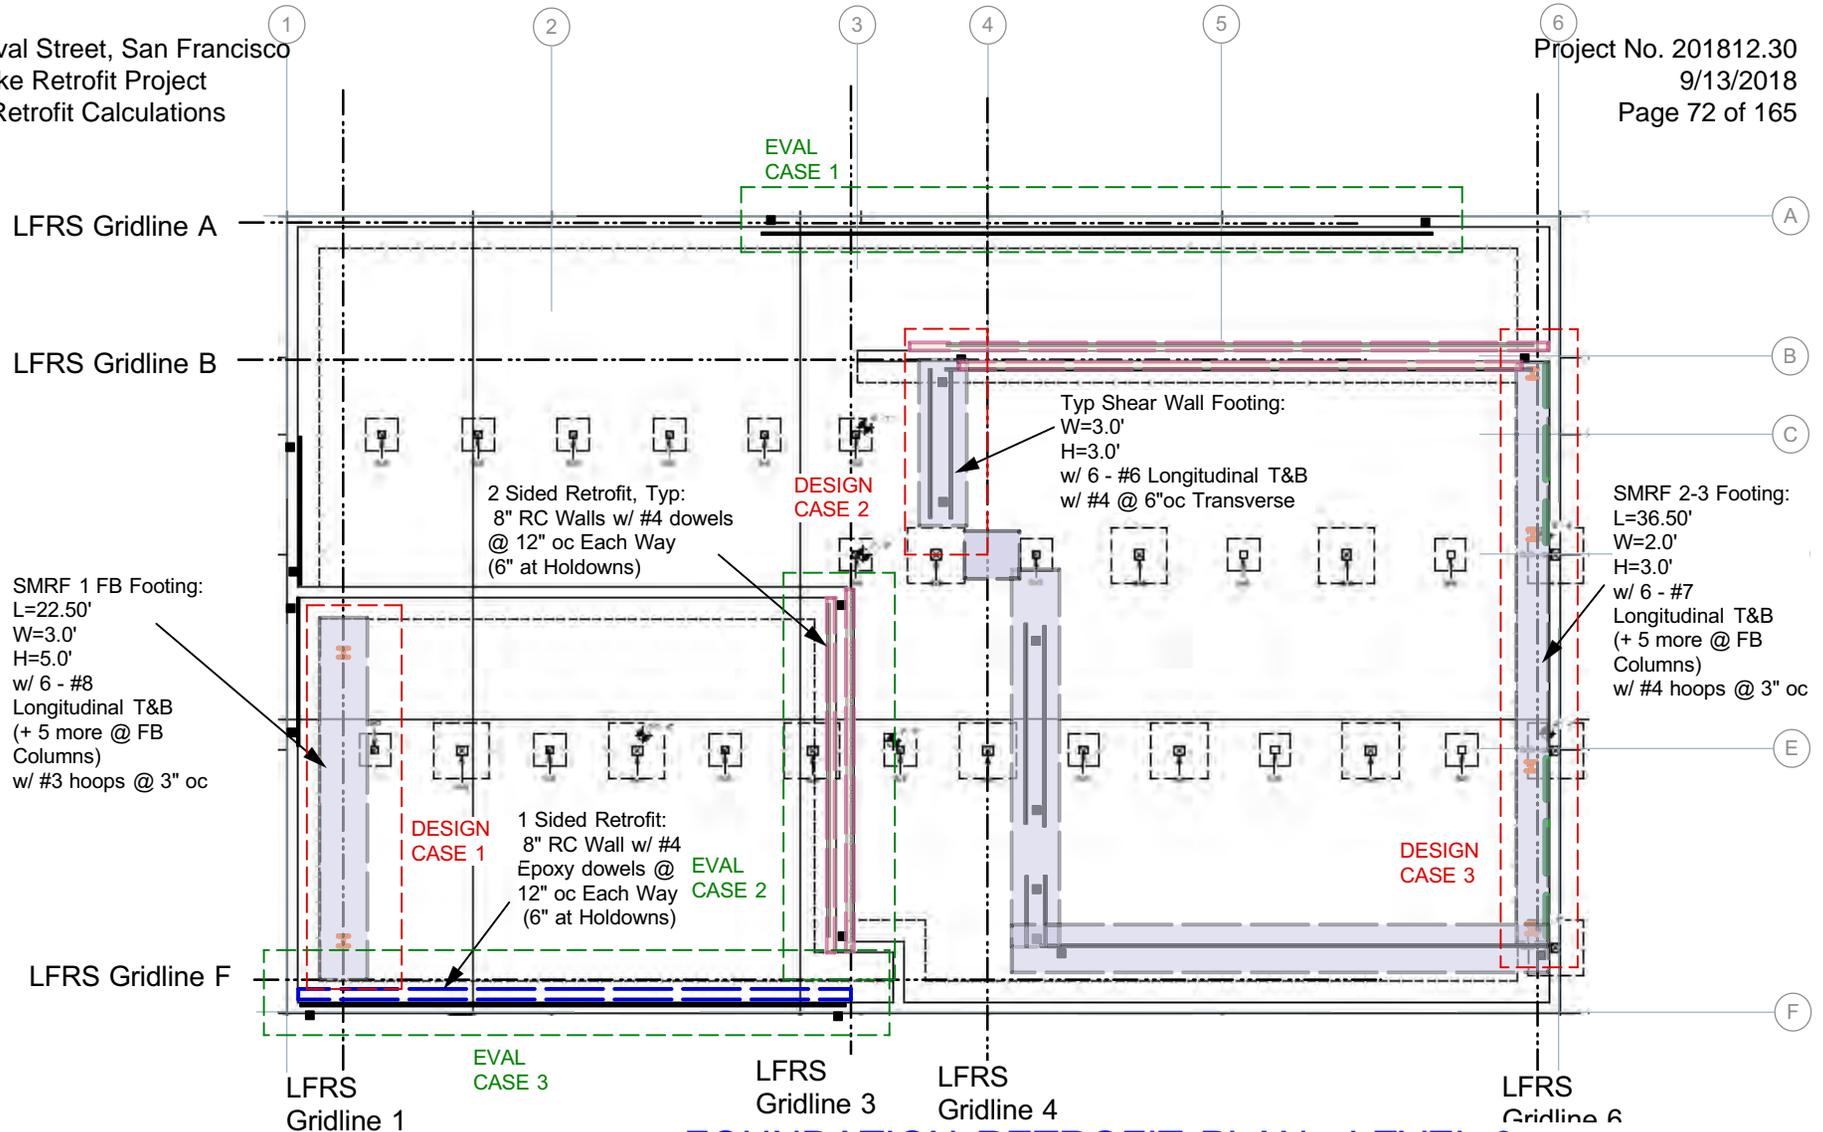 1
2
3
4
5
6
val Street, San Francisco
ke Retrofit Project
Retrofit Calculations
Project No. 201812.30
9/13/2018
Page 72 of 165
EVAL
CASE 1
LFRS Gridline A
A
LFRS Gridline B
B
Typ Shear Wall Footing:
W=3.0'
H=3.0'
w/ 6 - #6 Longitudinal T&B
w/ #4 @ 6"oc Transverse
C
DESIGN
CASE 2
2 Sided Retrofit, Typ:
8" RC Walls w/ #4 dowels
@ 12" oc Each Way
(6" at Holdowns)
SMRF 2-3 Footing:
L=36.50'
W=2.0'
H=3.0'
w/ 6 - #7
Longitudinal T&B
(+ 5 more @ FB
Columns)
w/ #4 hoops @ 3" oc
SMRF 1 FB Footing:
L=22.50'
W=3.0'
H=5.0'
w/ 6 - #8
Longitudinal T&B
(+ 5 more @ FB
Columns)
w/ #3 hoops @ 3" oc
E
DESIGN
CASE 1
1 Sided Retrofit:
8" RC Wall w/ #4
Epoxy dowels @
12" oc Each Way
(6" at Holdowns)
EVAL
CASE 2
DESIGN
CASE 3
LFRS Gridline F
F
EVAL
CASE 3
LFRS
Gridline 1
LFRS
Gridline 3
LFRS
Gridline 4
LFRS
Gridline 6